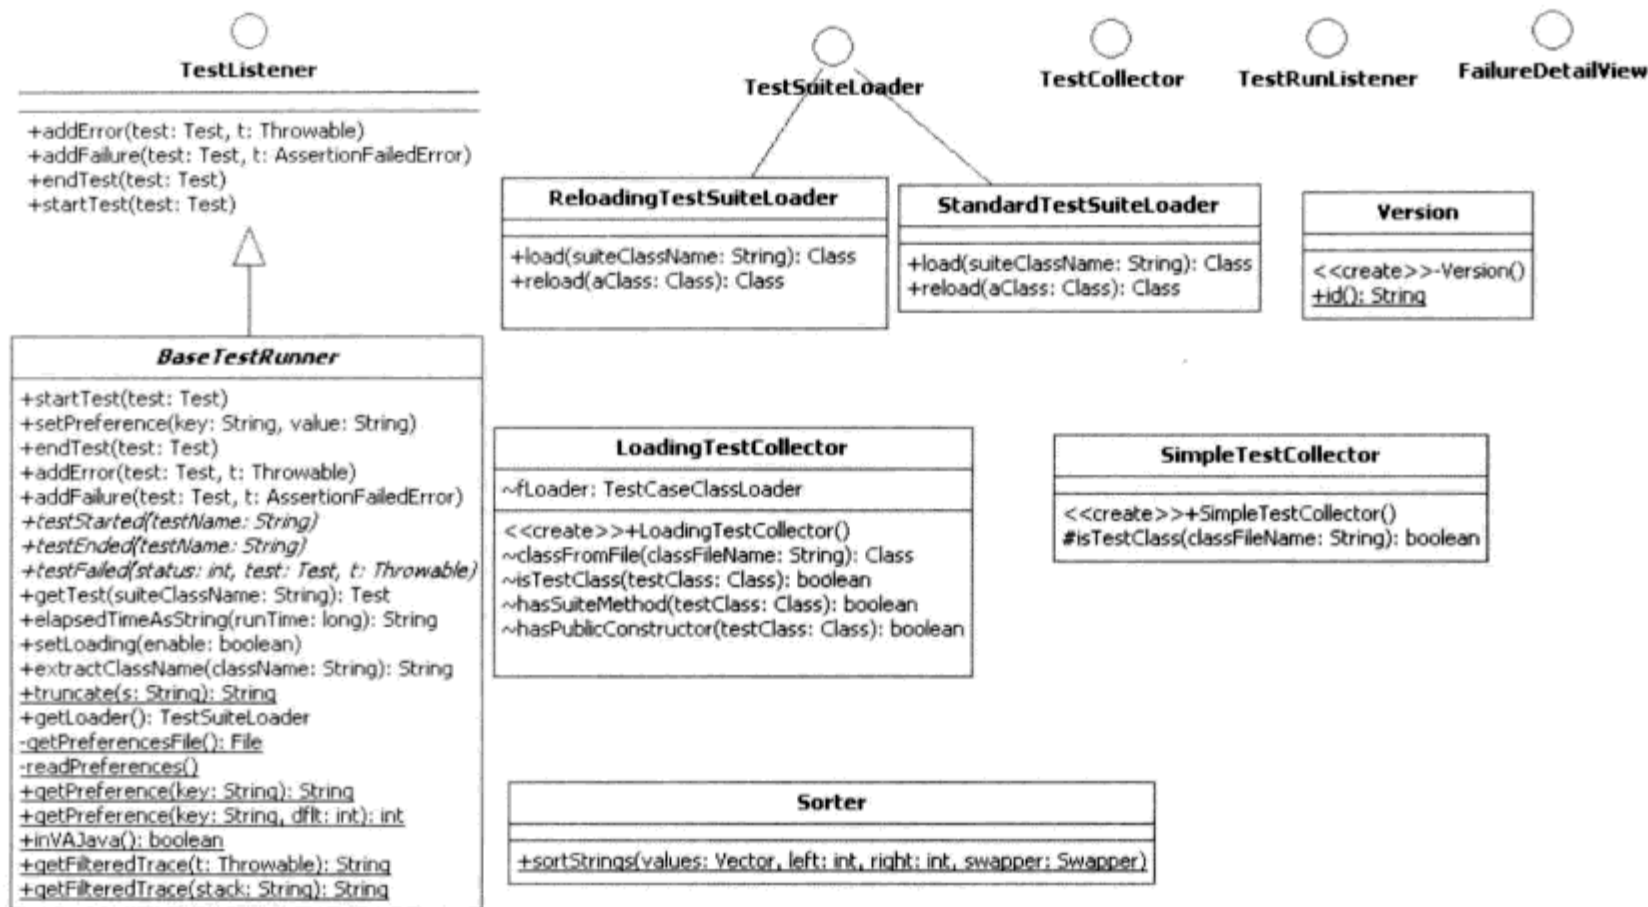 TestListener
+addError(test: Test, t: Throwable)
+addFailure(test: Test, t: AssertionFailedError)
+endTest(test: Test)
+startTest(test: Test)
TestSuiteLoader
TestCollector
TestRunListener
FailureDetailView
ReloadingTestSuiteLoader
+load(suiteClassName: String): Class
+reload(aClass: Class): Class
StandardTestSuiteLoader
+load(suiteClassName: String): Class
+reload(aClass: Class): Class
Version
<<create>>-Version()
+id(): String
BaseTestRunner
+startTest(test: Test)
+setPreference(key: String, value: String)
+endTest(test: Test)
+addError(test: Test, t: Throwable)
+addFailure(test: Test, t: AssertionFailedError)
+testStarted(testName: String)
+testEnded(testName: String)
+testFailed(status: int, test: Test, t: Throwable)
+getTest(suiteClassName: String): Test
+elapsedTimeAsString(runTime: long): String
+setLoading(enable: boolean)
+extractClassName(className: String): String
+truncate(s: String): String
+getLoader(): TestSuiteLoader
-getPreferencesFile(): File
-readPreferences()
+getPreference(key: String): String
+getPreference(key: String, dflt: int): int
+inVAJava(): boolean
+getFilteredTrace(t: Throwable): String
+getFilteredTrace(stack: String): String
LoadingTestCollector
~fLoader: TestCaseClassLoader
<<create>>+LoadingTestCollector()
~classFromFile(classFileName: String): Class
~isTestClass(testClass: Class): boolean
~hasSuiteMethod(testClass: Class): boolean
~hasPublicConstructor(testClass: Class): boolean
SimpleTestCollector
<<create>>+SimpleTestCollector()
#isTestClass(classFileName: String): boolean
Sorter
+sortStrings(values: Vector, left: int, right: int, swapper: Swapper)